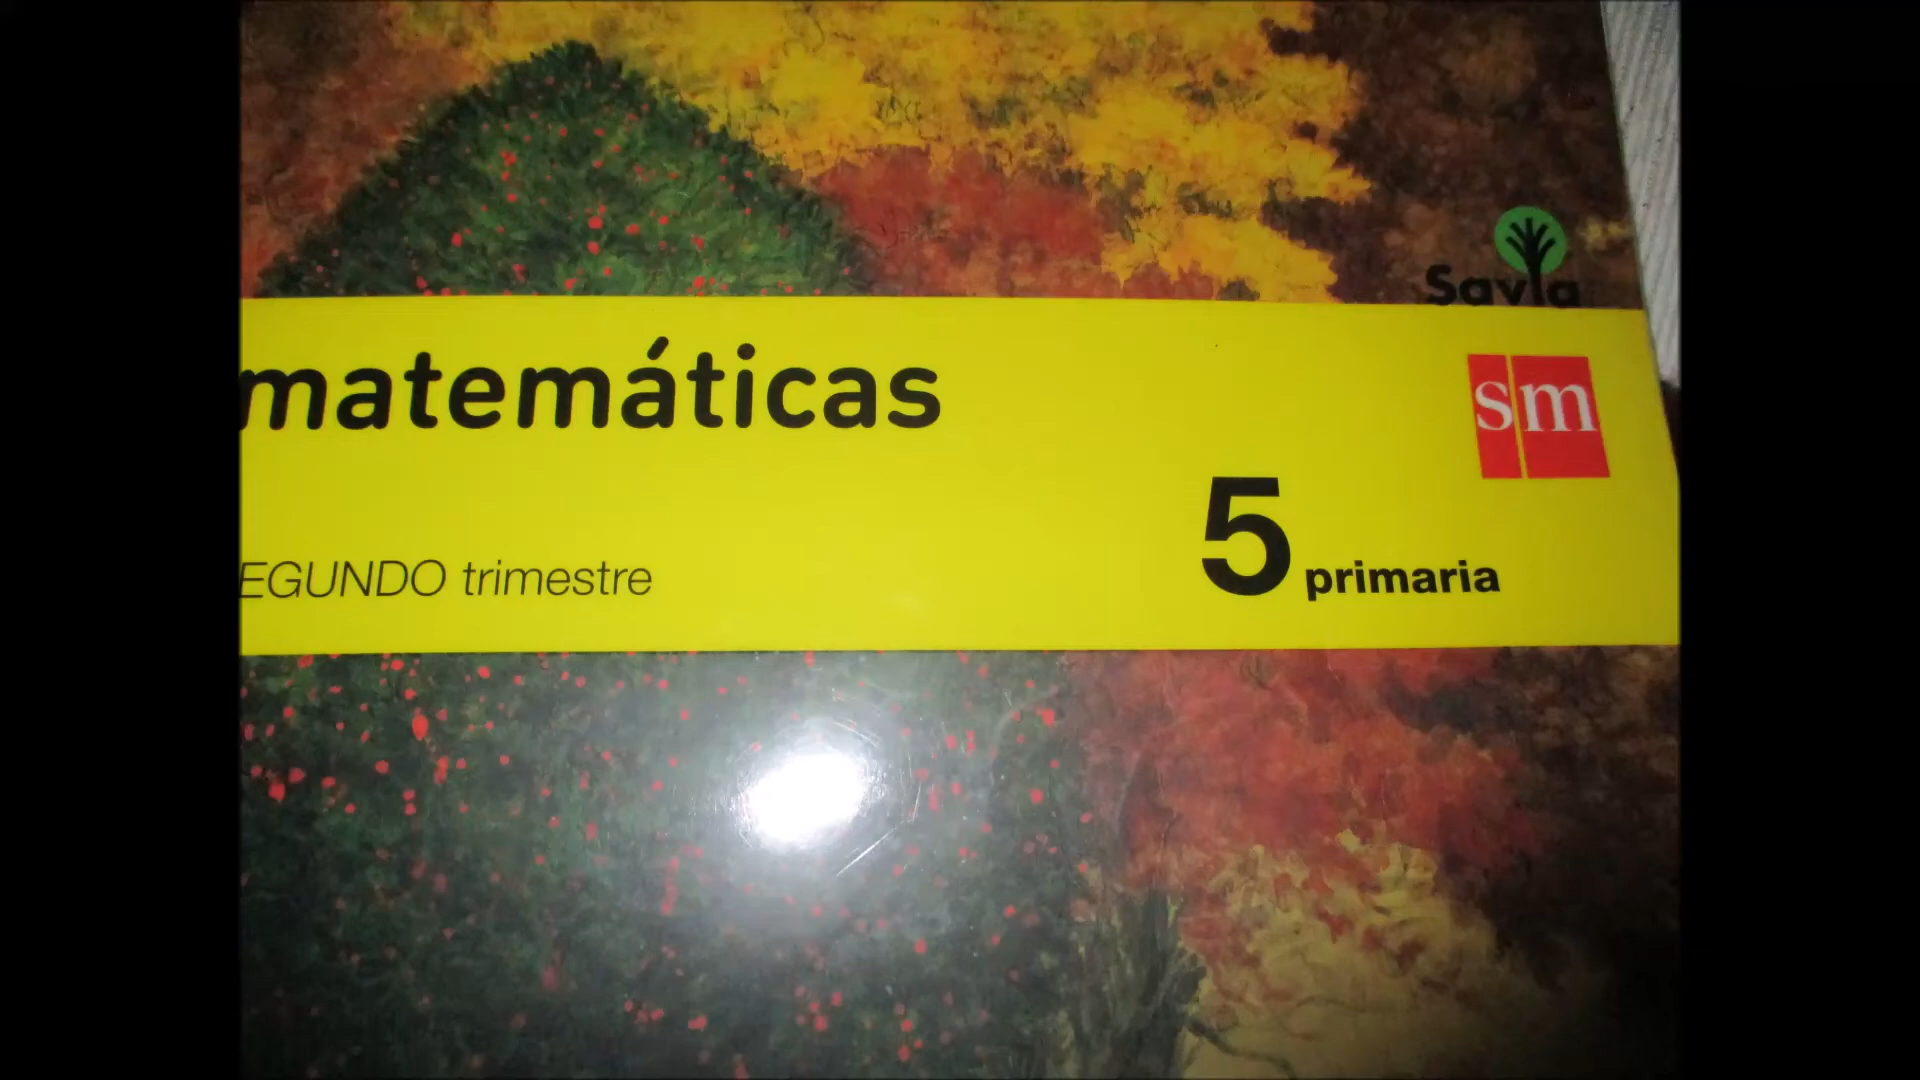 Savia
matemáticas
sm
5 primaria
EGUNDO trimestre